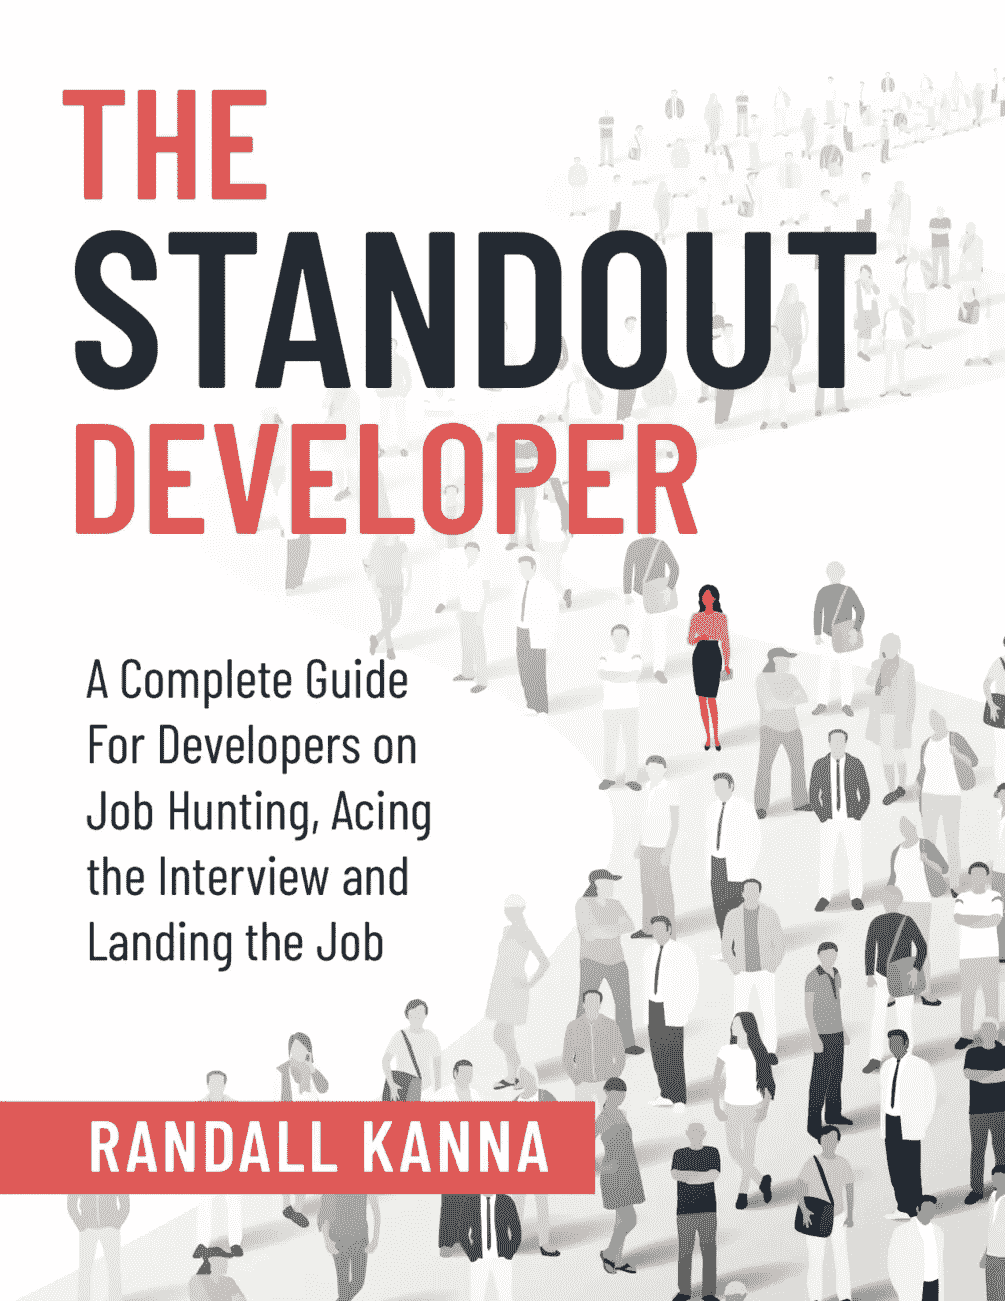 THE
STANDOUT
DEVELOPER
A Complete Guide
For Developers on
Job Hunting, Acing
the Interview and
Landing the Job
RANDALL KANNA